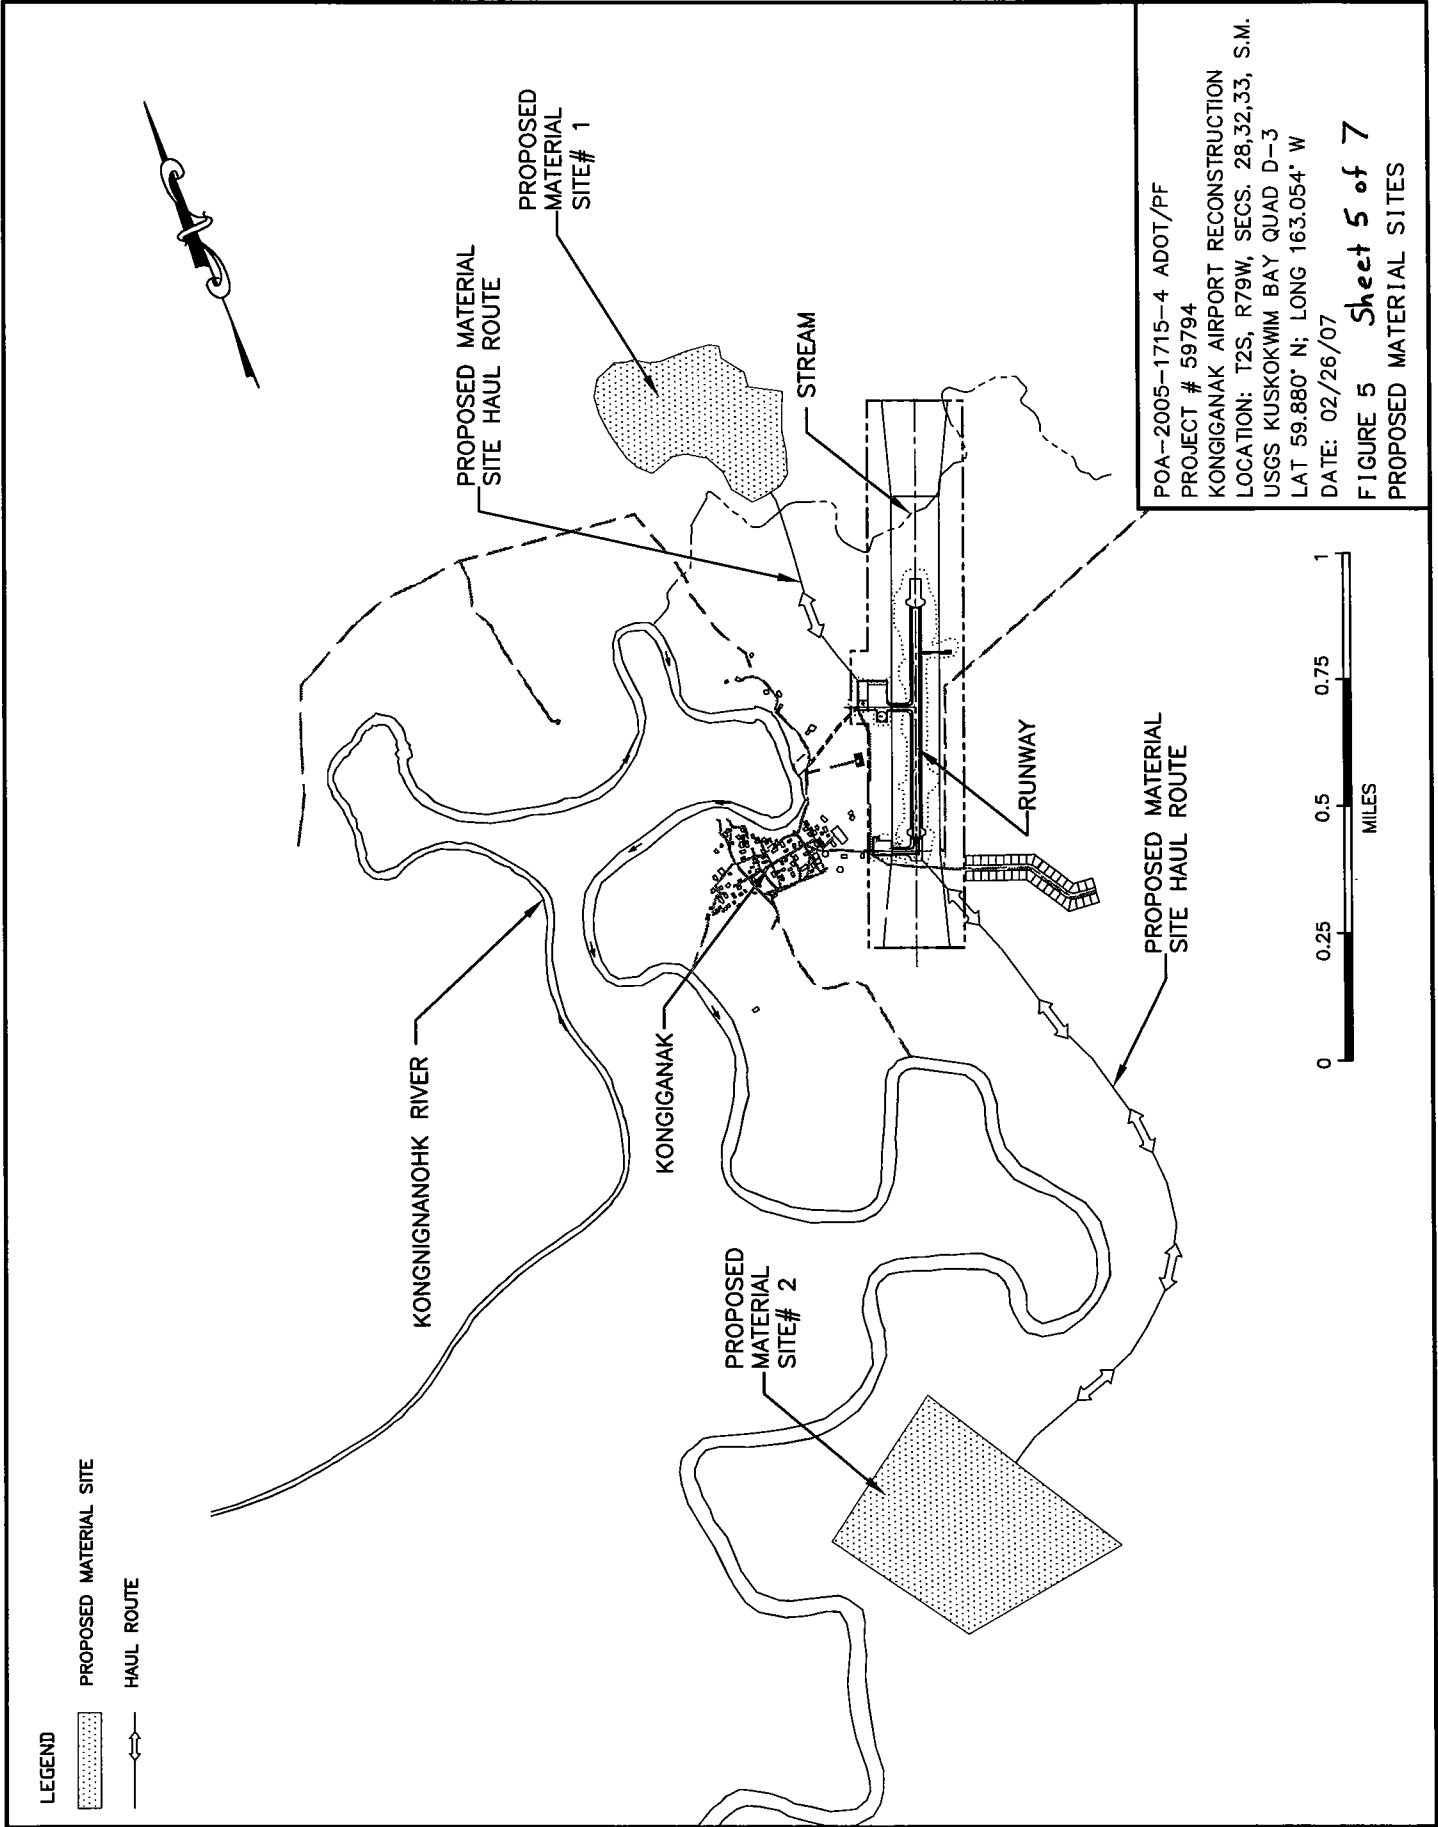 LEGEND
PROPOSED MATERIAL SITE
HAUL ROUTE
KONGNIGNANOHK RIVER
KONGIGANAK
PROPOSED
MATERIAL
SITE# 2
PROPOSED MATERIAL
SITE HAUL ROUTE
PROPOSED
MATERIAL
SITE# 1
STREAM
RUNWAY
PROPOSED MATERIAL
SITE HAUL ROUTE
0 0.25 0.5 0.75 1
MILES
POA-2005-1715-4 ADOT/PF
PROJECT # 59794
KONGIGANAK AIRPORT RECONSTRUCTION
LOCATION: T2S, R79W, SECS. 28,32,33, S.M.
USGS KUSKOKWIM BAY QUAD D-3
LAT 59.880° N; LONG 163.054° W
DATE: 02/26/07
FIGURE 5 Sheet 5 of 7
PROPOSED MATERIAL SITES